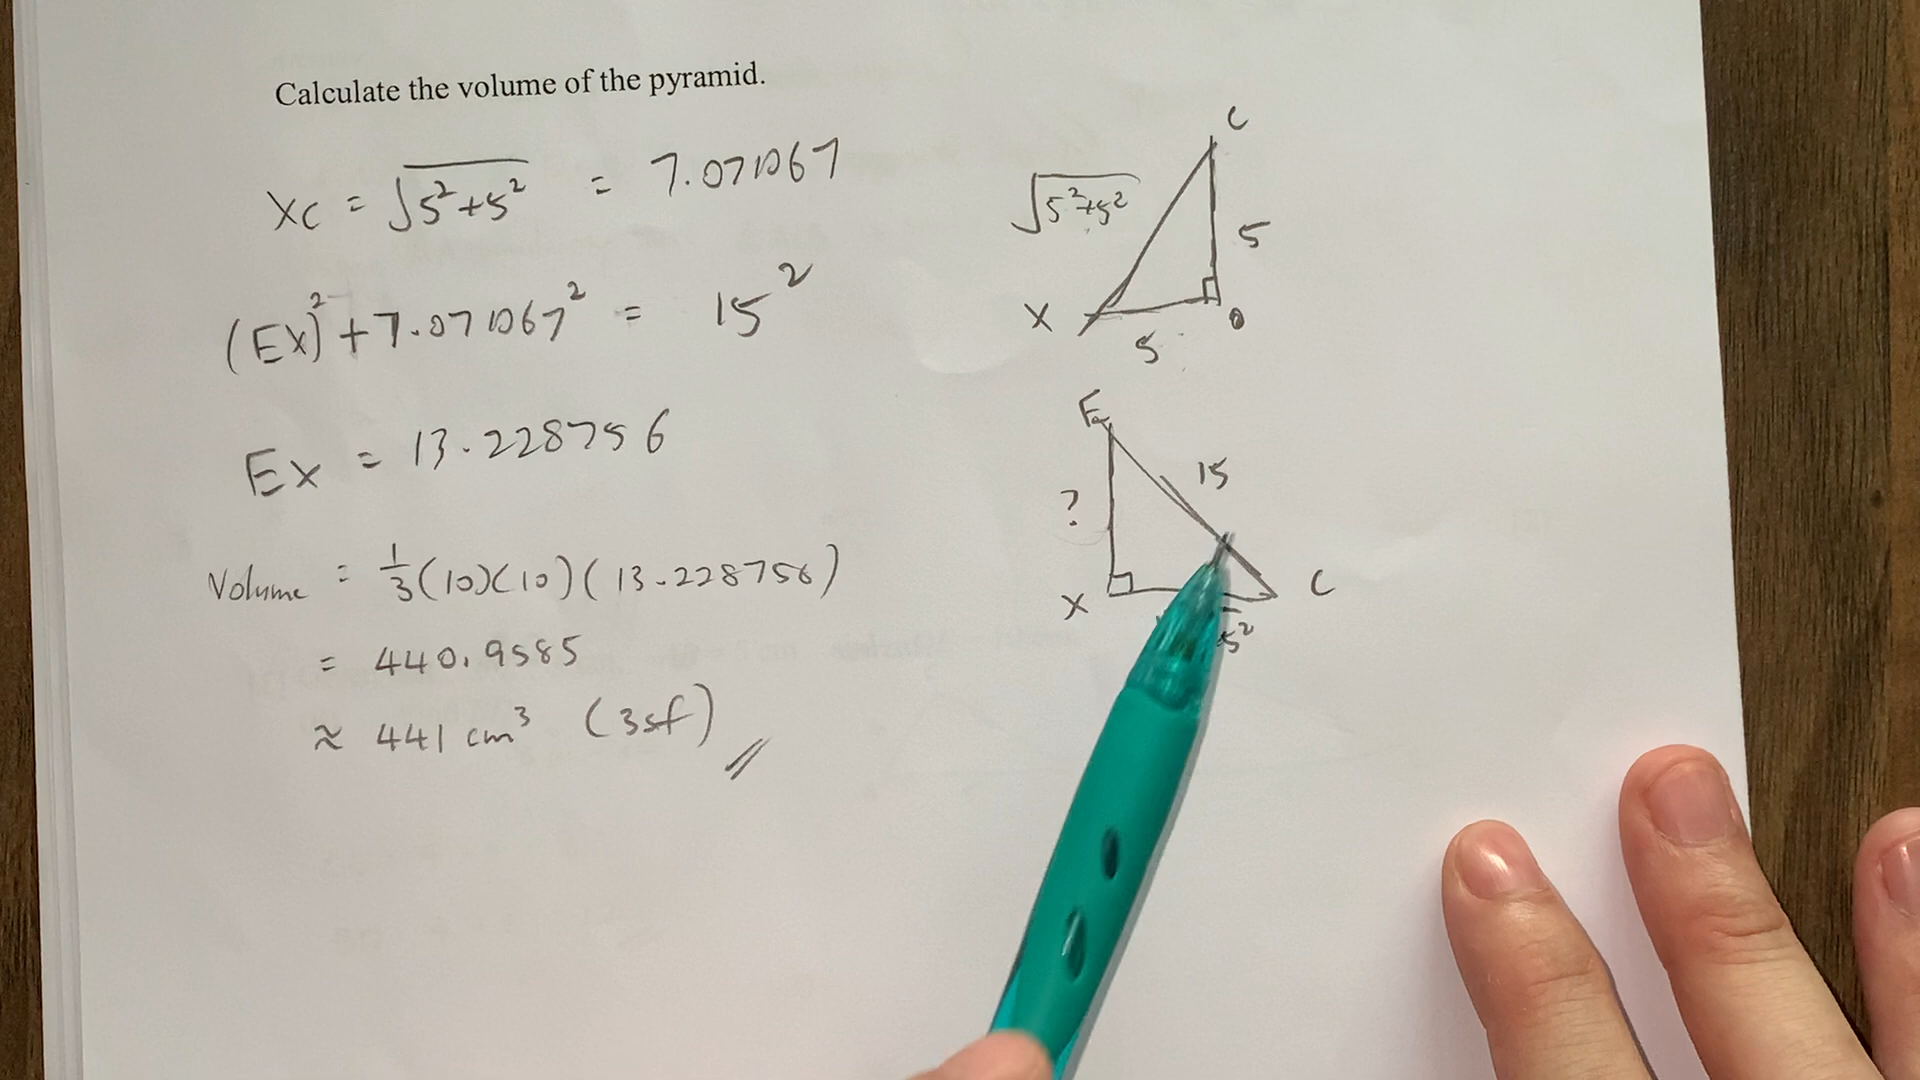 Calculate the volume of the pyramid.
XC = √5²+5² = 7.071067
(EX)² + 7.071067² = 15²
EX = 13.228756
Volume = 1/3 (10)(10)(13.228756)
= 440.9585
≈ 441 cm³ (3sf)
C
√5²+5²
5
X
5
E
15
?
X
C
5²